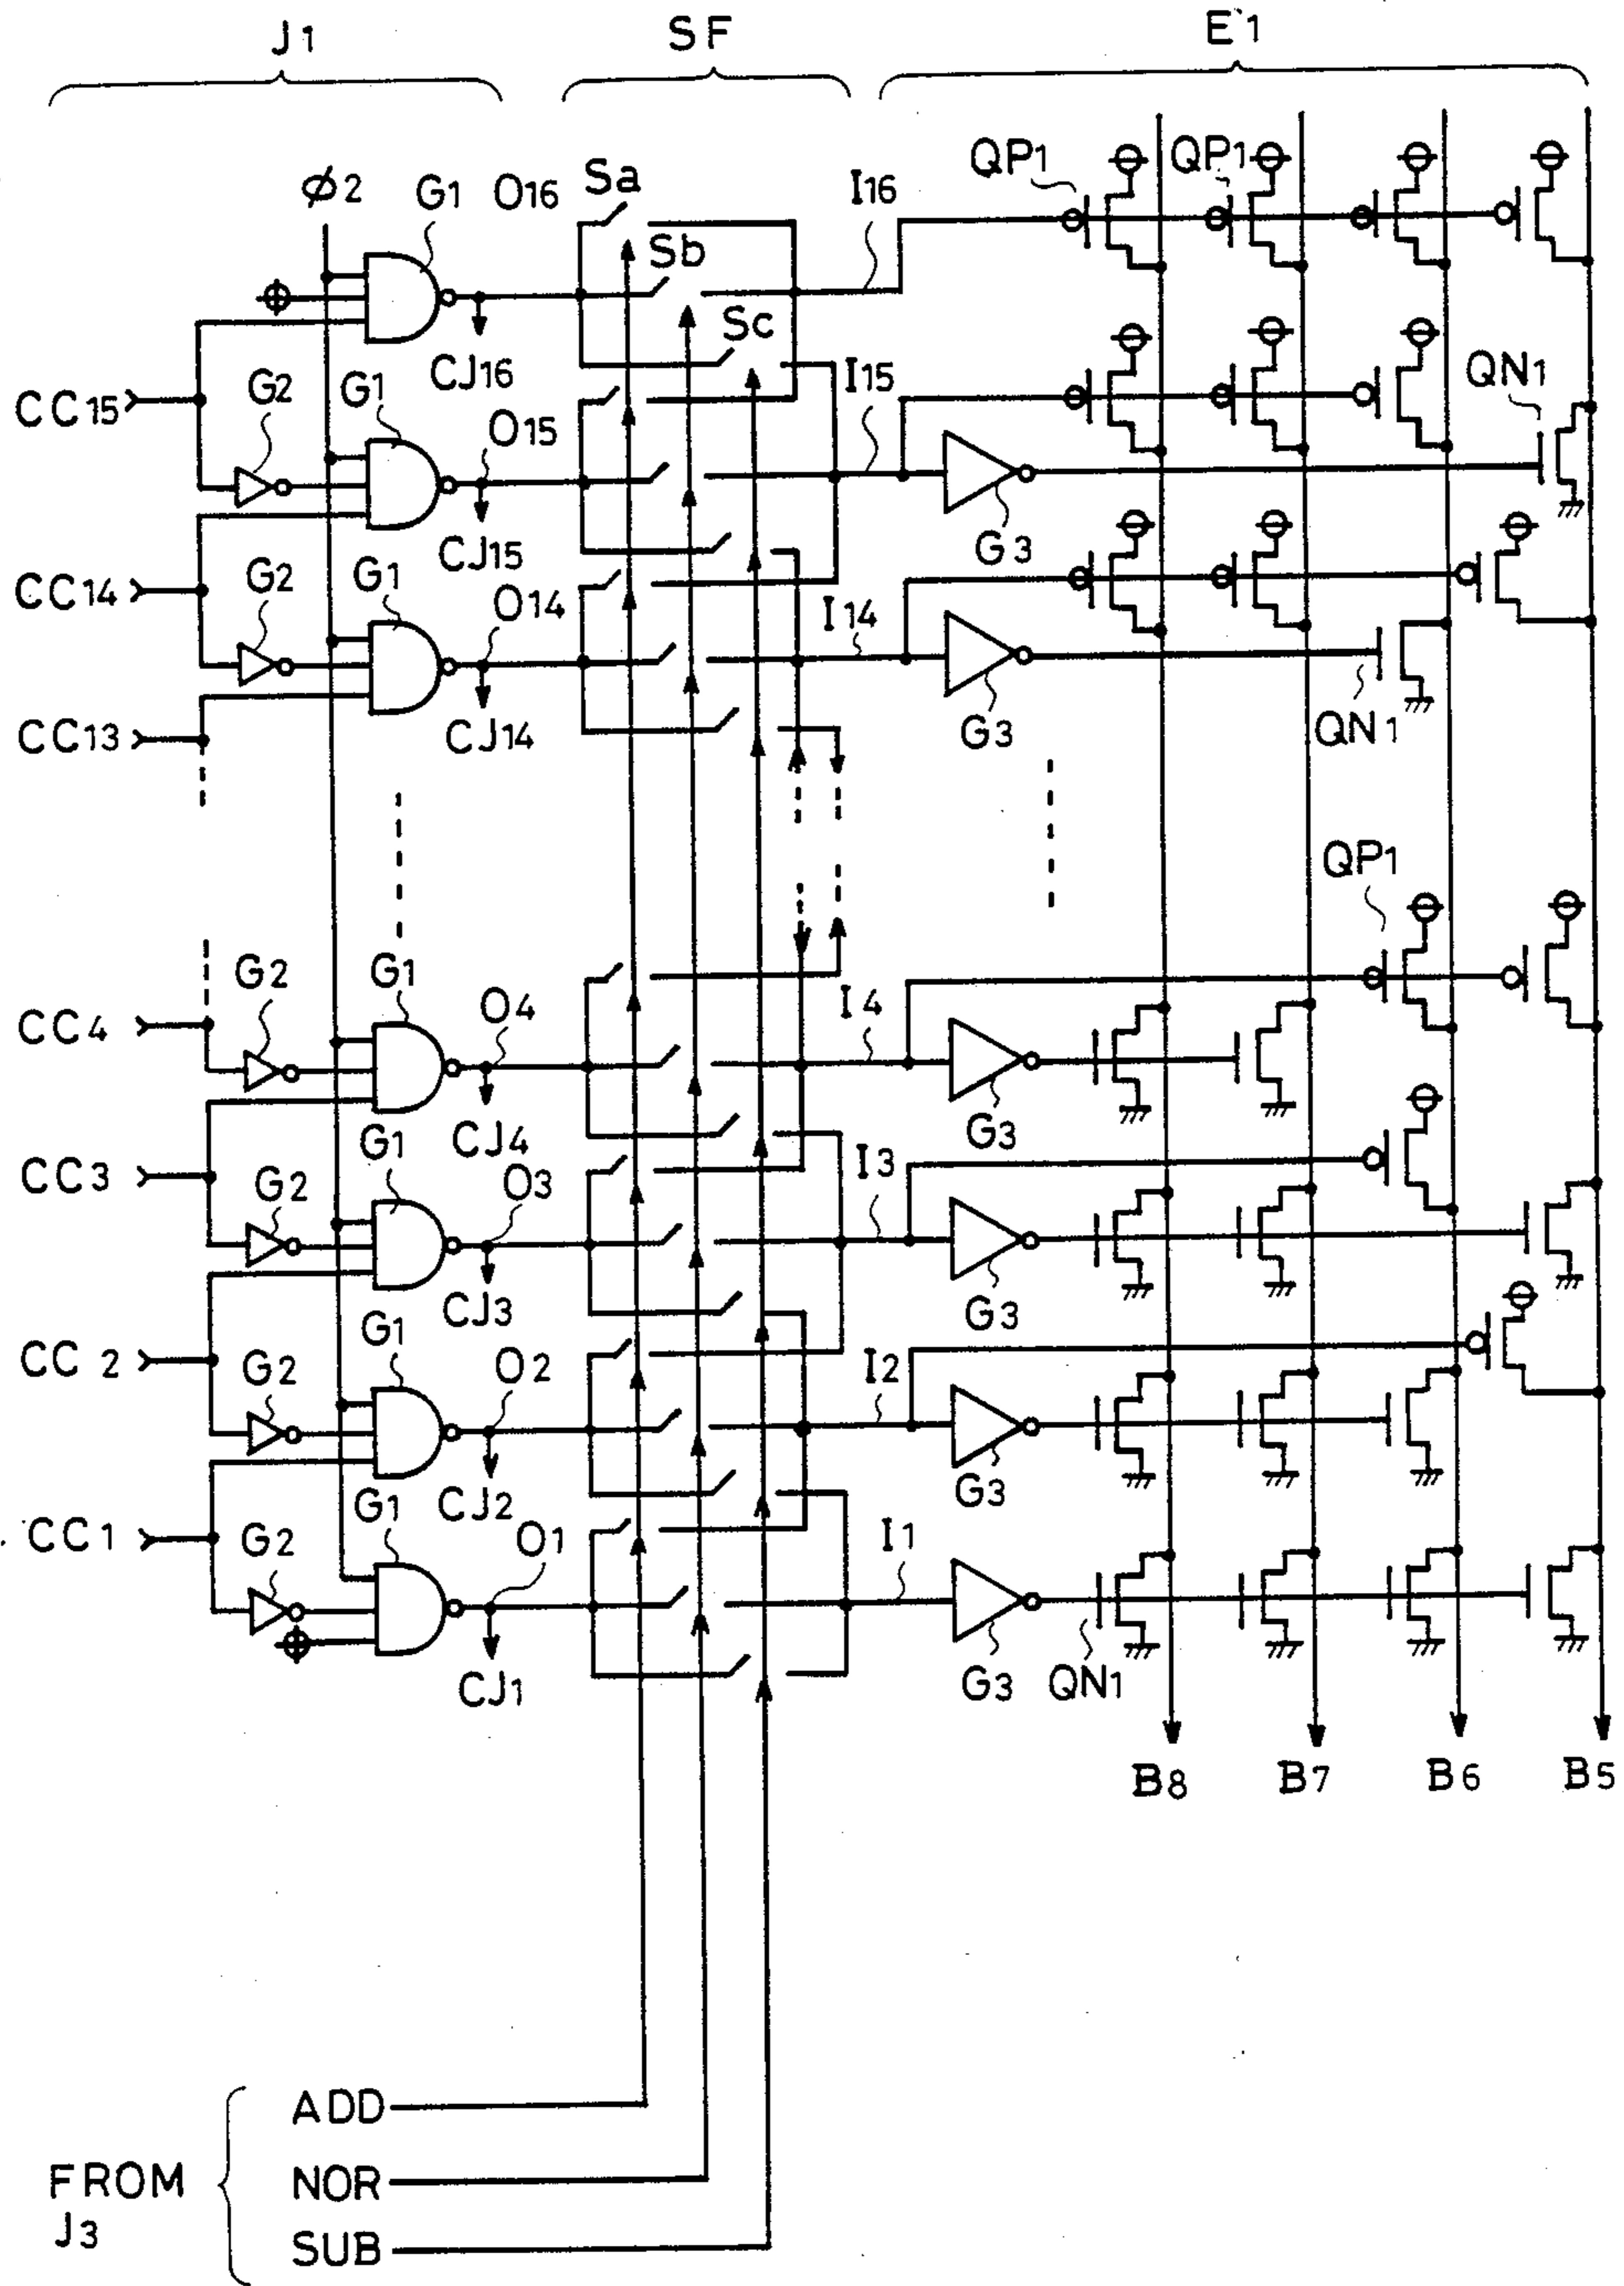 J1 SF E1
QP1 QP1
ϕ2 G1 O16 Sa I16
Sb
Sc
CJ16
CC15 G2 G1 O15 I15 QN1
CJ15 G3
CC14 G2 G1 O14 I14
CC13 CJ14 G3 QN1
QP1
CC4 G2 G1 O4 I4
CJ4 G3
CC3 G2 G1 O3 I3
CJ3 G3
CC2 G2 G1 O2 I2
CJ2 G3
CC1 G2 G1 O1 I1
CJ1 G3 QN1
B8 B7 B6 B5
ADD
FROM NOR
J3
SUB